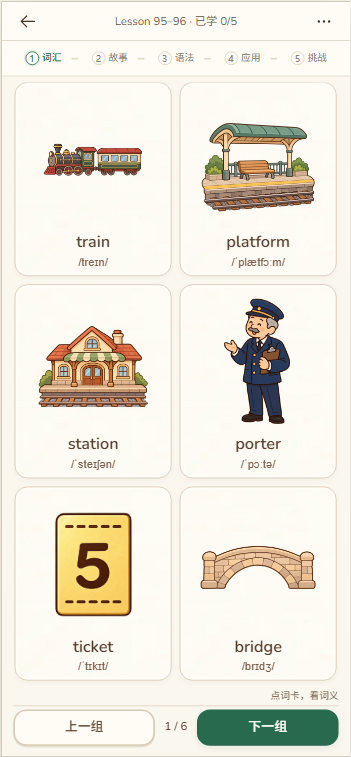 Lesson 95–96 · 已学 0/5
1 词汇 – 2 故事 – 3 语法 – 4 应用 – 5 挑战
train platform
/treɪn/ /ˈplætfɔːm/
station porter
/ˈsteɪʃən/ /ˈpɔːtə/
5
ticket bridge
/ˈtɪkɪt/ /brɪdʒ/
点词卡，看词义
上一组 1 / 6 下一组